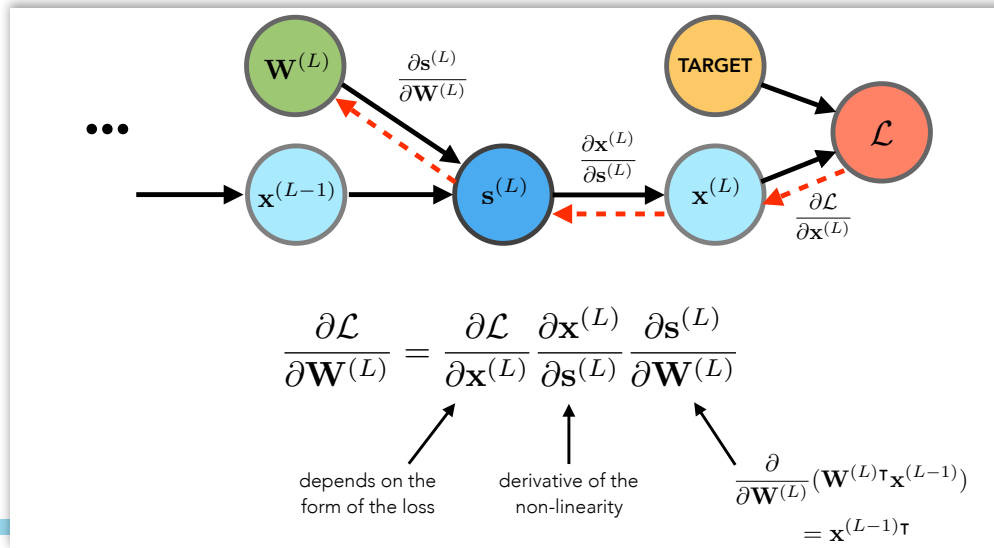 W^(L)
∂s^(L)/∂W^(L)
TARGET
•••
ℒ
x^(L-1)
s^(L)
∂x^(L)/∂s^(L)
x^(L)
∂ℒ/∂x^(L)
∂ℒ/∂W^(L) = ∂ℒ/∂x^(L) ∂x^(L)/∂s^(L) ∂s^(L)/∂W^(L)
depends on the
form of the loss
derivative of the
non-linearity
∂/∂W^(L) (W^(L)⊺ x^(L-1))
= x^(L-1)⊺